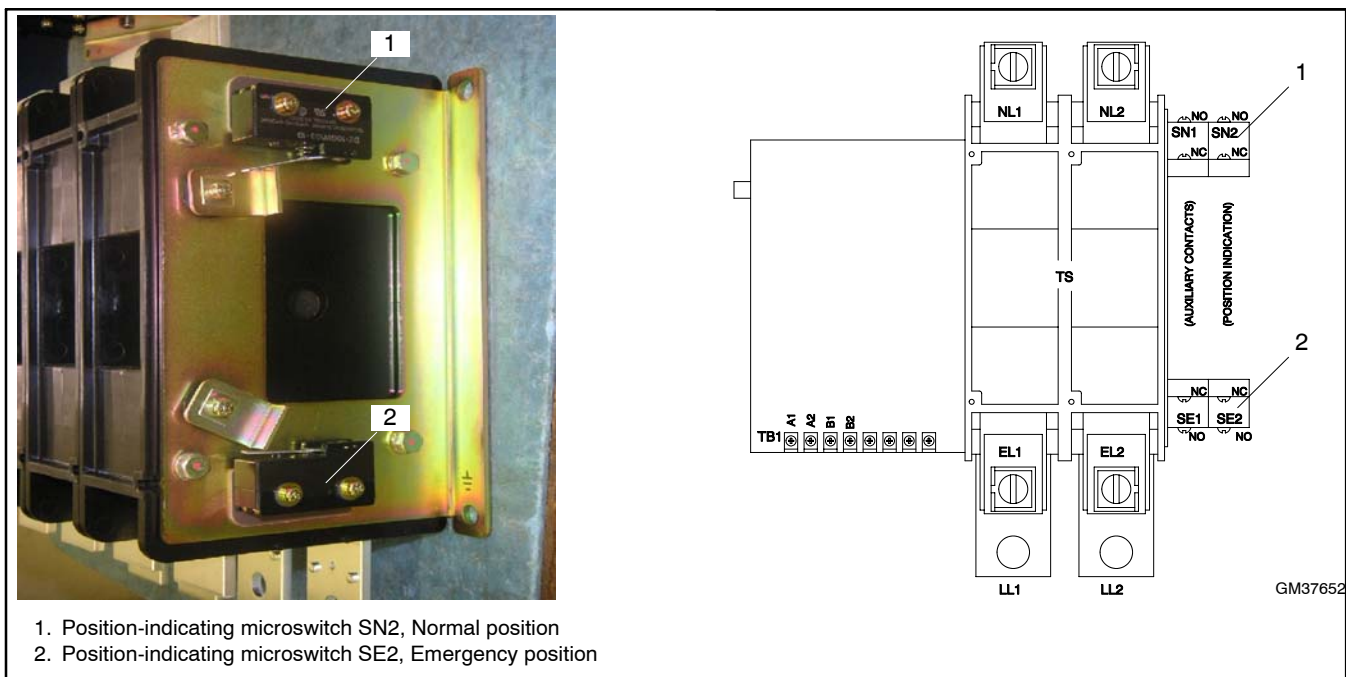 1
2
1
2
NL1 NL2
NO NO
SN1 SN2
NC NC
(AUXILIARY CONTACTS)
(POSITION INDICATION)
TS
NC NC
SE1 SE2
NO NO
A1 A2 B1 B2
TB1
EL1 EL2
LL1 LL2
GM37652
1. Position-indicating microswitch SN2, Normal position
2. Position-indicating microswitch SE2, Emergency position